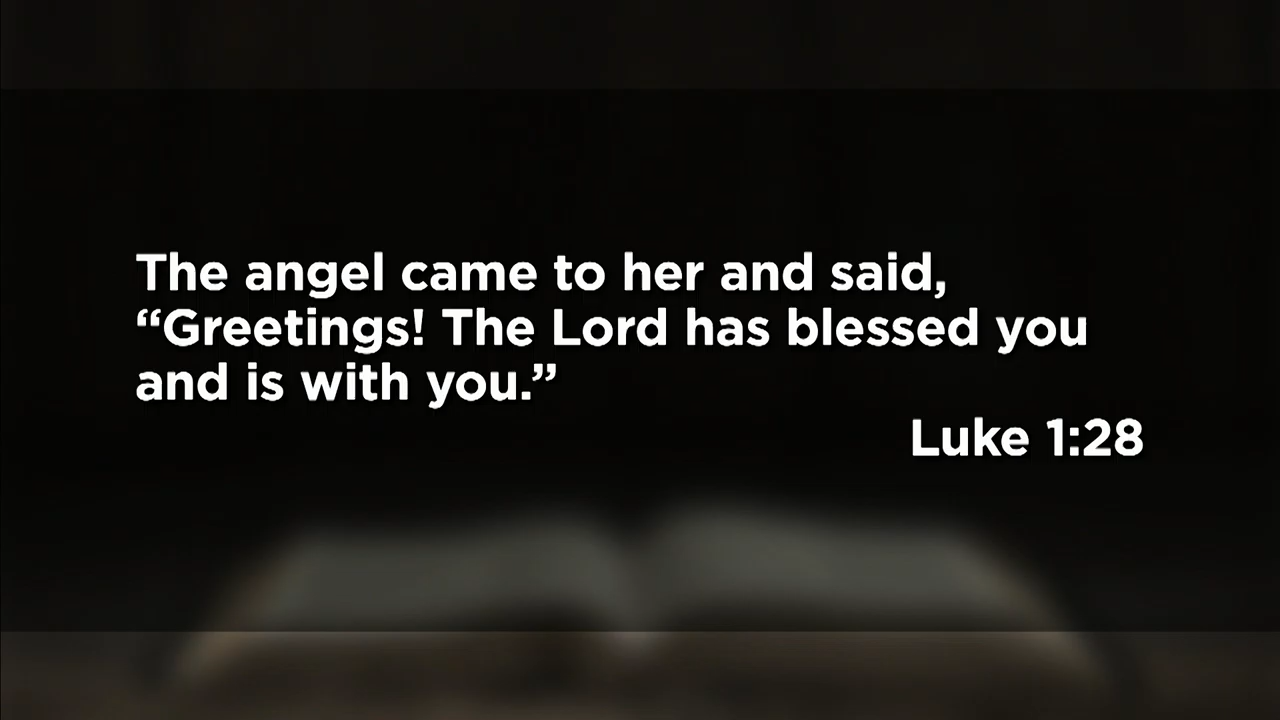 The angel came to her and said,
“Greetings! The Lord has blessed you
and is with you.”
Luke 1:28